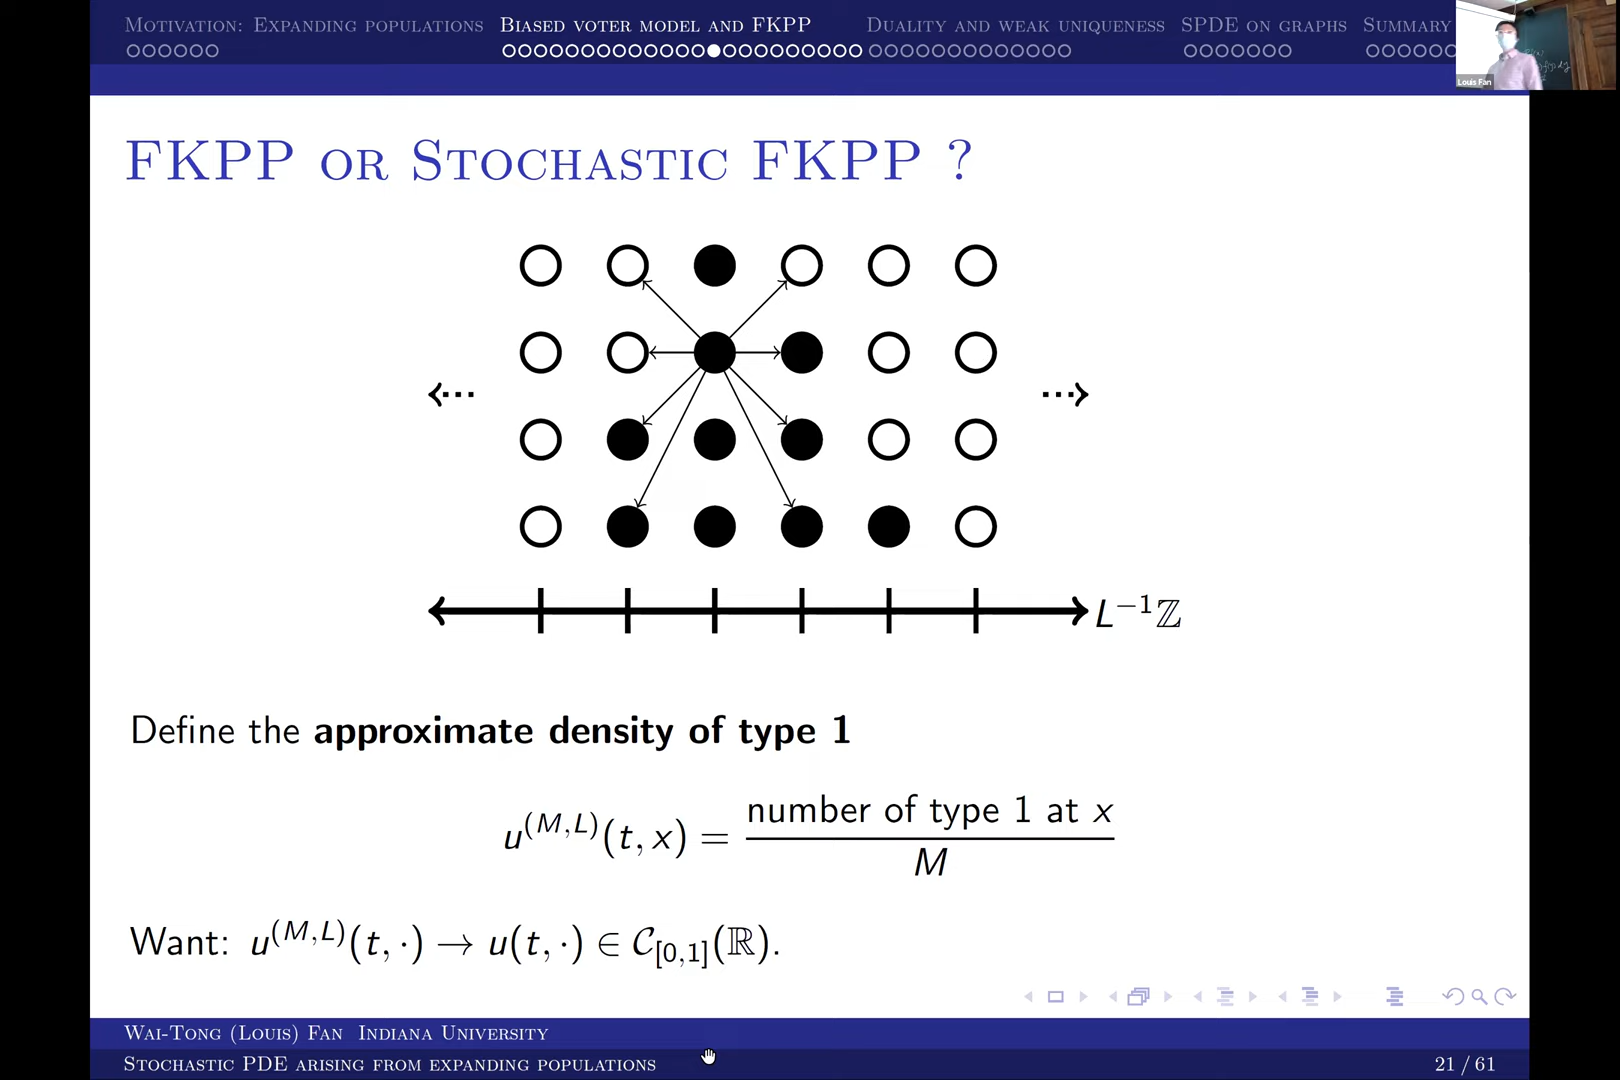 Motivation: Expanding populations Biased voter model and FKPP Duality and weak uniqueness SPDE on graphs Summary
Louis Fan
FKPP or Stochastic FKPP ?
L⁻¹ℤ
Define the approximate density of type 1
u^(M,L)(t, x) = number of type 1 at x / M
Want: u^(M,L)(t, ·) → u(t, ·) ∈ C_[0,1](ℝ).
Wai-Tong (Louis) Fan Indiana University
Stochastic PDE arising from expanding populations 21 / 61